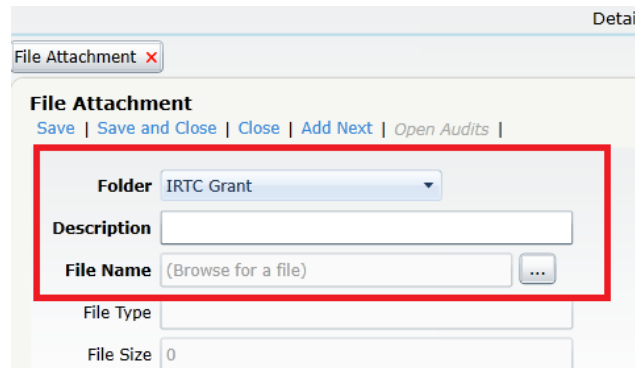 Detai
File Attachment ×
File Attachment
Save | Save and Close | Close | Add Next | Open Audits |
Folder IRTC Grant
Description
File Name (Browse for a file) ...
File Type
File Size 0